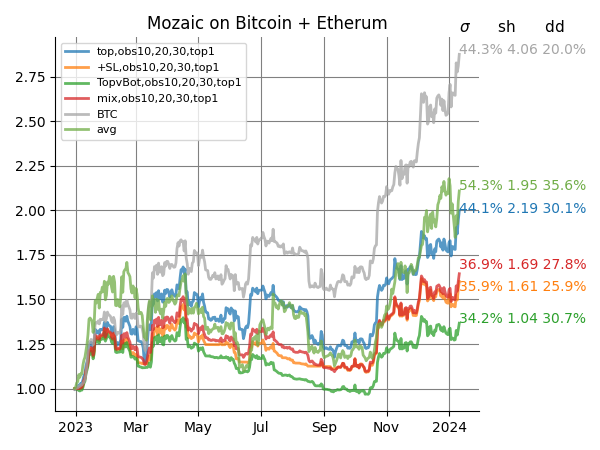 Mozaic on Bitcoin + Etherum
σ sh dd
top,obs10,20,30,top1
+SL,obs10,20,30,top1
TopvBot,obs10,20,30,top1
mix,obs10,20,30,top1
BTC
avg
44.3% 4.06 20.0%
54.3% 1.95 35.6%
44.1% 2.19 30.1%
36.9% 1.69 27.8%
35.9% 1.61 25.9%
34.2% 1.04 30.7%
2.75
2.50
2.25
2.00
1.75
1.50
1.25
1.00
2023 Mar May Jul Sep Nov 2024